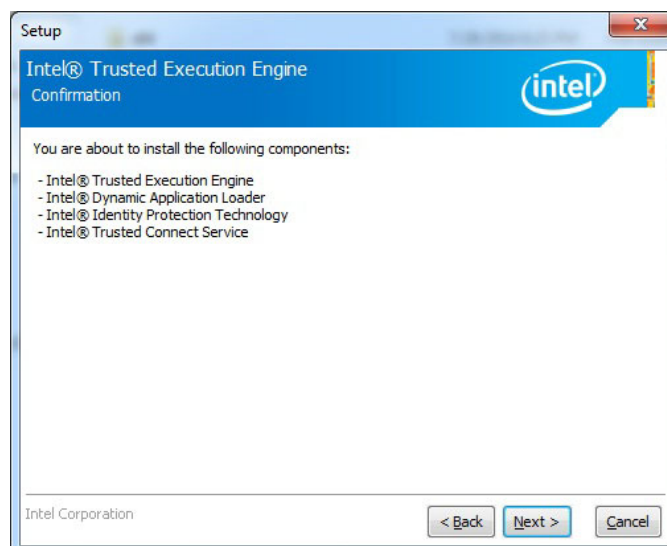 Setup
Intel® Trusted Execution Engine
Confirmation
intel
You are about to install the following components:
- Intel® Trusted Execution Engine
- Intel® Dynamic Application Loader
- Intel® Identity Protection Technology
- Intel® Trusted Connect Service
Intel Corporation
< Back
Next >
Cancel